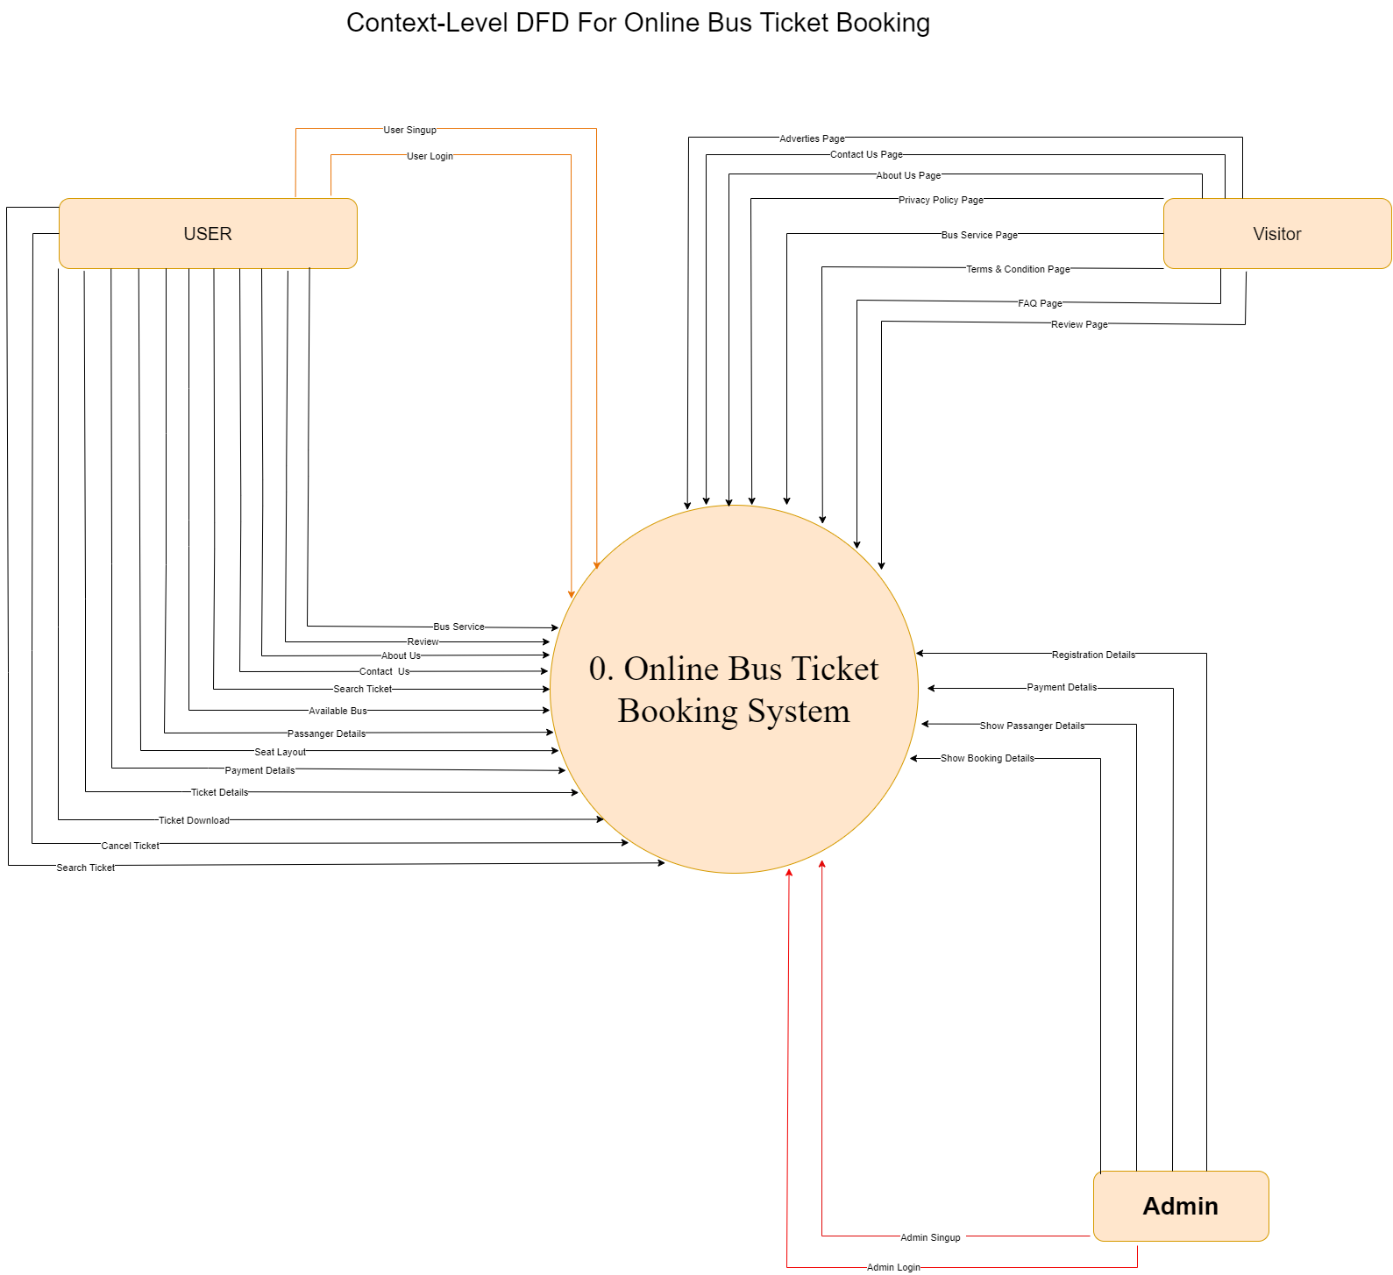 Context-Level DFD For Online Bus Ticket Booking
User Singup
User Login
USER
Adverties Page
Contact Us Page
About Us Page
Privacy Policy Page
Bus Service Page
Terms & Condition Page
FAQ Page
Review Page
Visitor
Bus Service
Review
About Us
Contact  Us
Search Ticket
Available Bus
Passanger Details
Seat Layout
Payment Details
Ticket Details
Ticket Download
Cancel Ticket
Search Ticket
0. Online Bus Ticket
Booking System
Registration Details
Payment Detalis
Show Passanger Details
Show Booking Details
Admin
Admin Singup
Admin Login